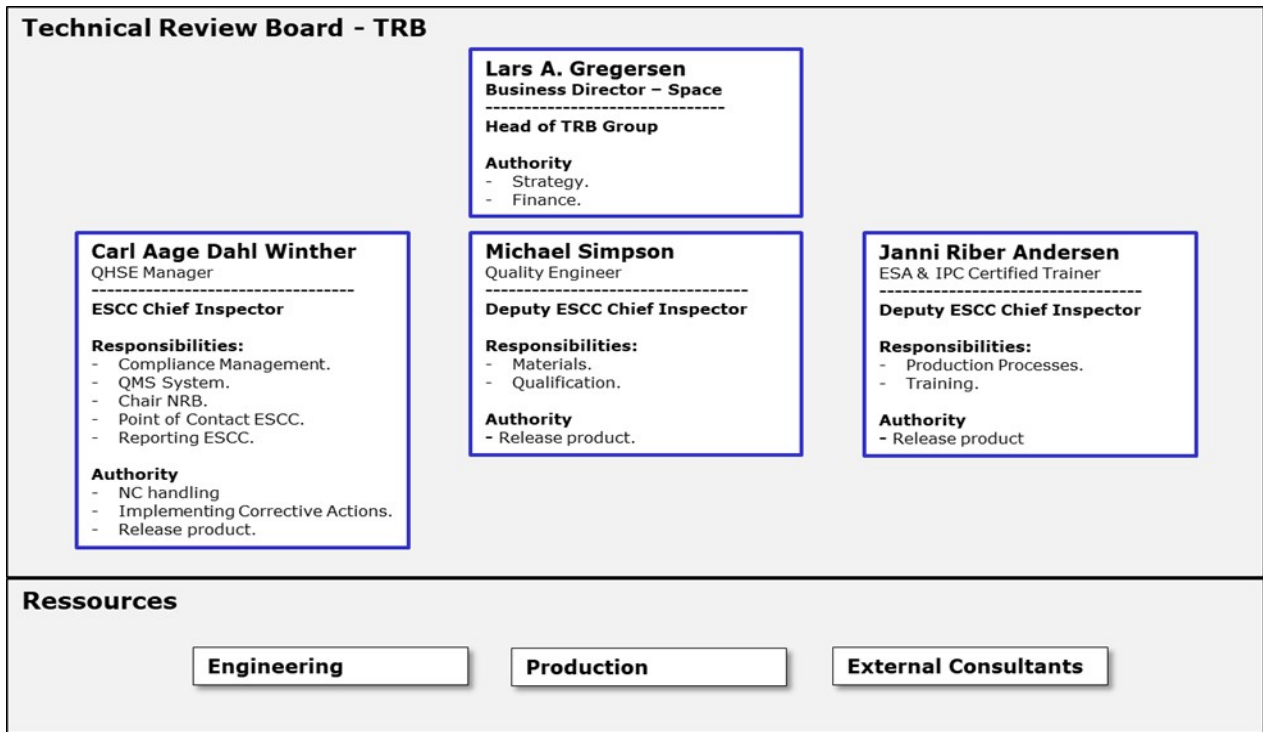 Technical Review Board - TRB
Lars A. Gregersen
Business Director – Space
-------------------------------
Head of TRB Group
Authority
- Strategy.
- Finance.
Carl Aage Dahl Winther
QHSE Manager
----------------------------------
ESCC Chief Inspector
Responsibilities:
- Compliance Management.
- QMS System.
- Chair NRB.
- Point of Contact ESCC.
- Reporting ESCC.
Authority
- NC handling
- Implementing Corrective Actions.
- Release product.
Michael Simpson
Quality Engineer
----------------------------------
Deputy ESCC Chief Inspector
Responsibilities:
- Materials.
- Qualification.
Authority
- Release product.
Janni Riber Andersen
ESA & IPC Certified Trainer
----------------------------------
Deputy ESCC Chief Inspector
Responsibilities:
- Production Processes.
- Training.
Authority
- Release product
Ressources
Engineering
Production
External Consultants